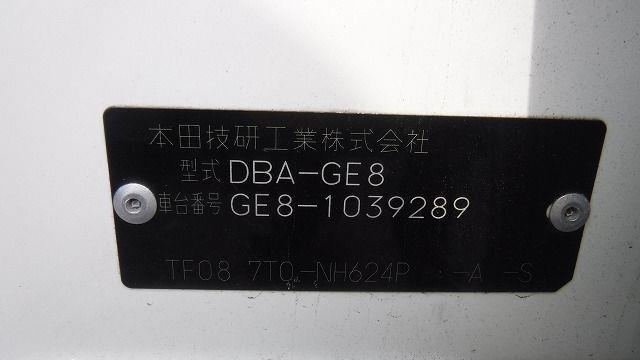 本田技研工業株式会社
型式 DBA-GE8
車台番号 GE8-1039289
TF08 7T0-NH624P -A -S